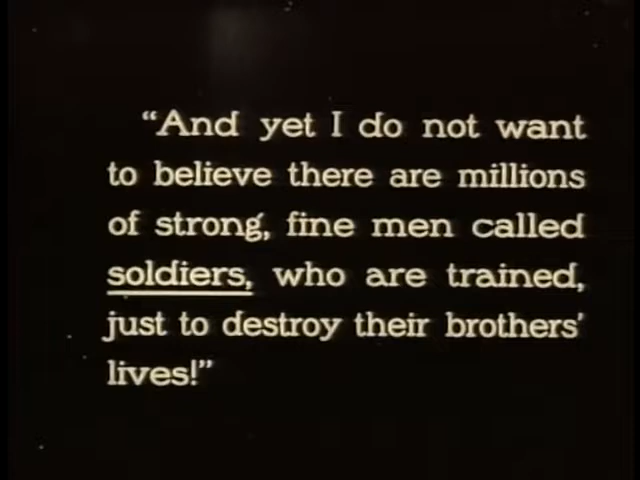 “And yet I do not want
to believe there are millions
of strong, fine men called
soldiers, who are trained,
just to destroy their brothers’
lives!”